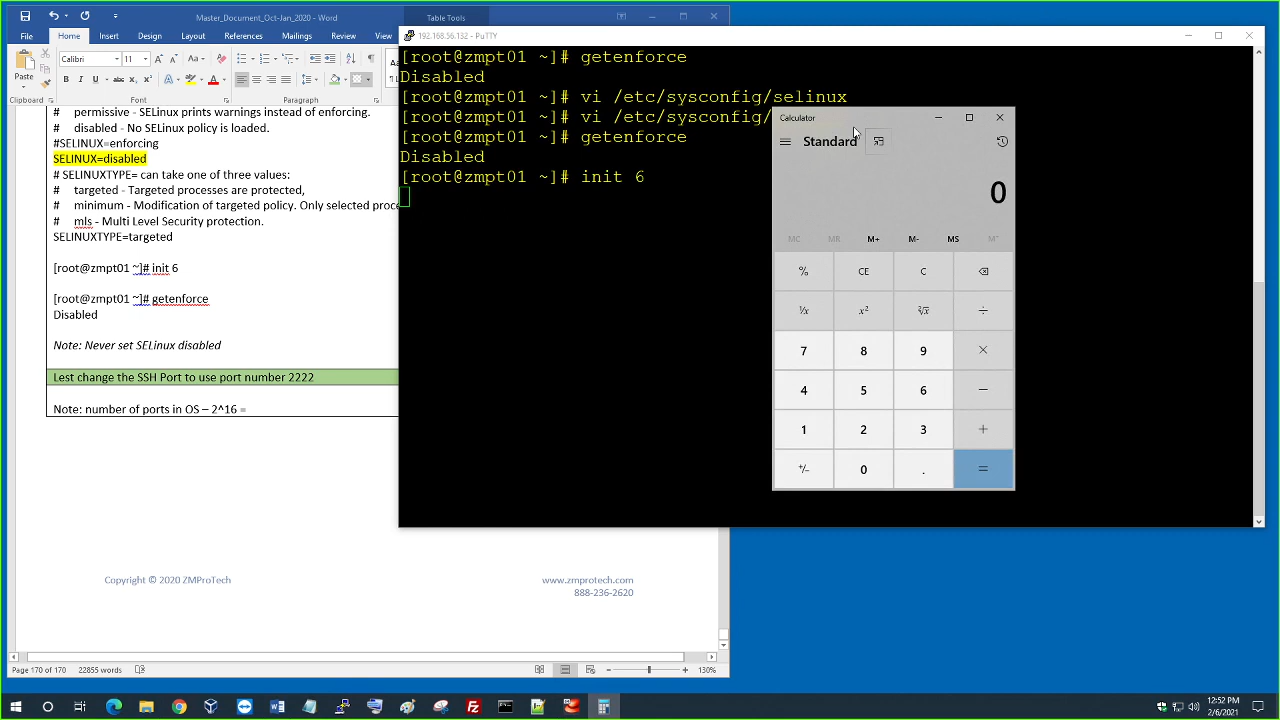 Master_Document_Oct-Jan_2020 - Word
Table Tools
File Home Insert Design Layout References Mailings Review View
Calibri 11
Paste
Clipboard Font Paragraph
# permissive - SELinux prints warnings instead of enforcing.
# disabled - No SELinux policy is loaded.
#SELINUX=enforcing
SELINUX=disabled
# SELINUXTYPE= can take one of three values:
# targeted - Targeted processes are protected,
# minimum - Modification of targeted policy. Only selected proce
# mls - Multi Level Security protection.
SELINUXTYPE=targeted
[root@zmpt01 ~]# init 6
[root@zmpt01 ~]# getenforce
Disabled
Note: Never set SELinux disabled
Lest change the SSH Port to use port number 2222
Note: number of ports in OS – 2^16 =
Copyright © 2020 ZMProTech
www.zmprotech.com
888-236-2620
Page 170 of 170 22855 words
130%
192.168.56.132 - PuTTY
[root@zmpt01 ~]# getenforce
Disabled
[root@zmpt01 ~]# vi /etc/sysconfig/selinux
[root@zmpt01 ~]# vi /etc/sysconfig/
[root@zmpt01 ~]# getenforce
Disabled
[root@zmpt01 ~]# init 6
Calculator
Standard
0
MC MR M+ M- MS M˅
% CE C
¹/x x² ²√x ÷
7 8 9 ×
4 5 6 −
1 2 3 +
+/− 0 . =
12:52 PM
2/6/2021